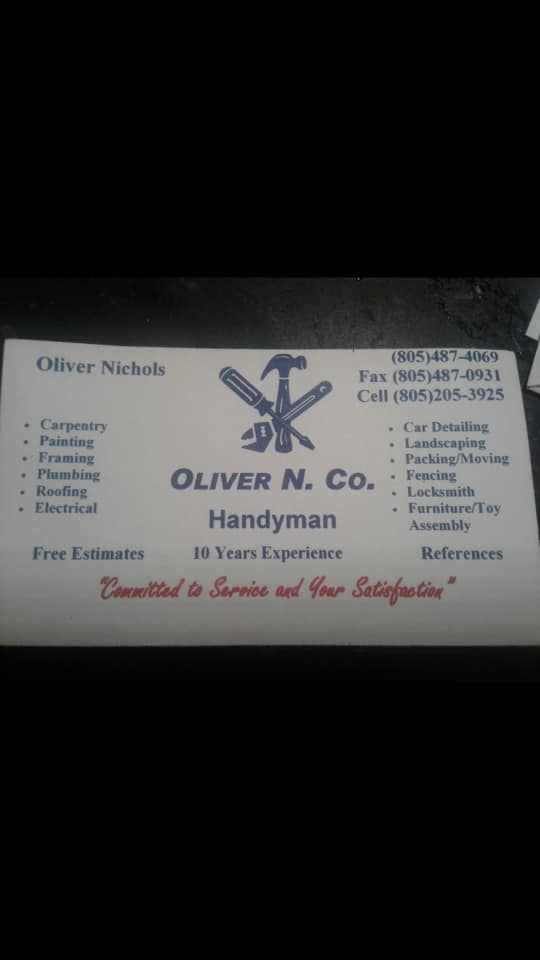 Oliver Nichols
(805)487-4069
Fax (805)487-0931
Cell (805)205-3925
• Carpentry
• Painting
• Framing
• Plumbing
• Roofing
• Electrical
OLIVER N. CO.
Handyman
• Car Detailing
• Landscaping
• Packing/Moving
• Fencing
• Locksmith
• Furniture/Toy
Assembly
Free Estimates
10 Years Experience
References
"Committed to Service and Your Satisfaction"